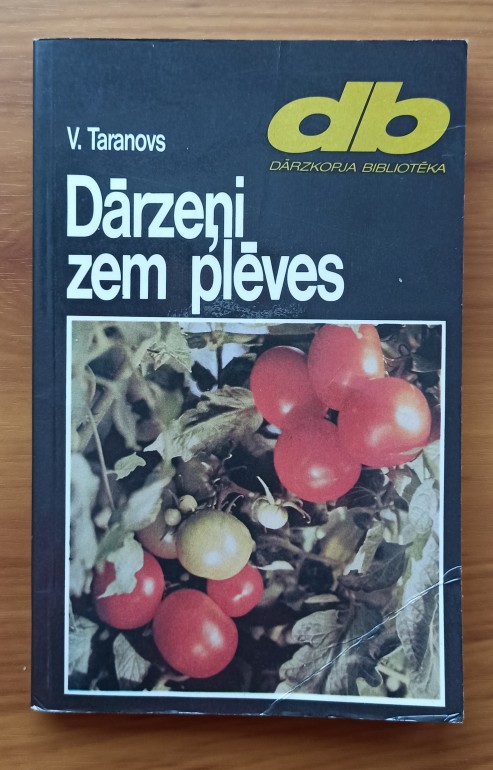 V. Taranovs
db
DĀRZKOPJA BIBLIOTĒKA
Dārzeņi
zem plēves